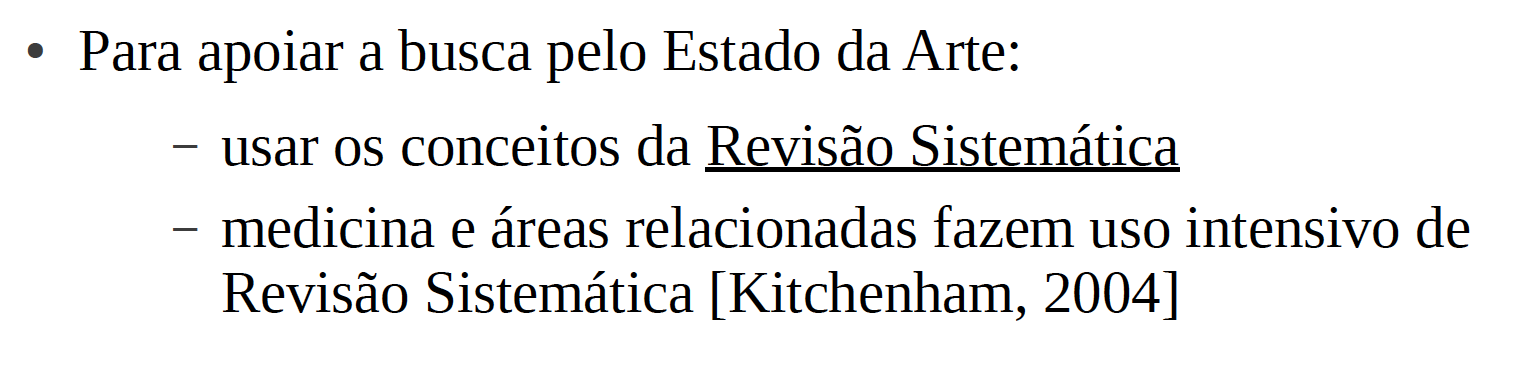 • Para apoiar a busca pelo Estado da Arte:
– usar os conceitos da Revisão Sistemática
– medicina e áreas relacionadas fazem uso intensivo de
Revisão Sistemática [Kitchenham, 2004]